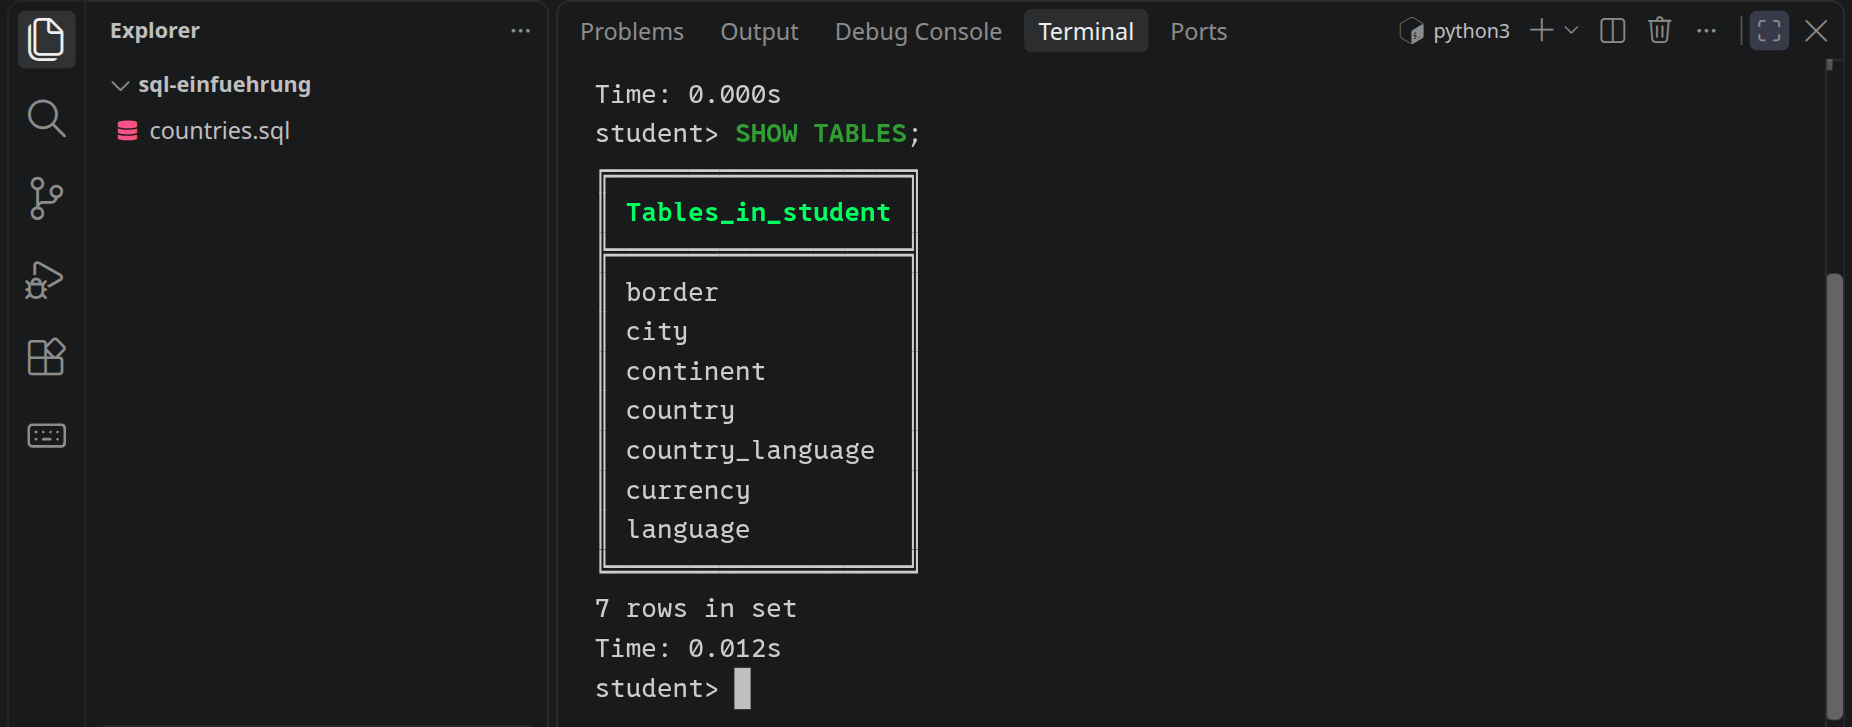 Explorer
sql-einfuehrung
countries.sql
Problems Output Debug Console Terminal Ports python3
Time: 0.000s
student> SHOW TABLES;
Tables_in_student
border
city
continent
country
country_language
currency
language
7 rows in set
Time: 0.012s
student>